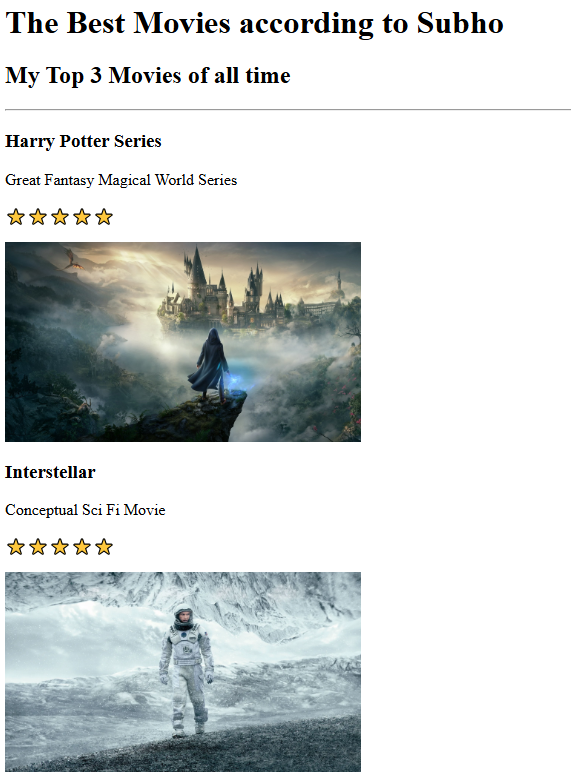 The Best Movies according to Subho
My Top 3 Movies of all time
Harry Potter Series
Great Fantasy Magical World Series
Interstellar
Conceptual Sci Fi Movie